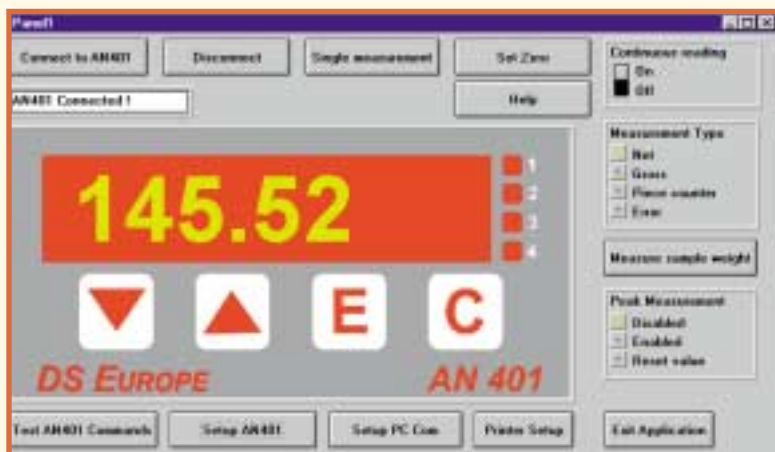 Panel1
Connect to AN401
Disconnect
Single measurement
Set Zero
AN401 Connected !
Help
Continuous reading
On
Off
145.52
1
2
3
4
E
C
DS EUROPE
AN 401
Measurement Type
Net
Gross
Piece counter
Error
Measure sample weight
Peak Measurement
Disabled
Enabled
Reset value
Test AN401 Commands
Setup AN401
Setup PC Com
Printer Setup
Exit Application